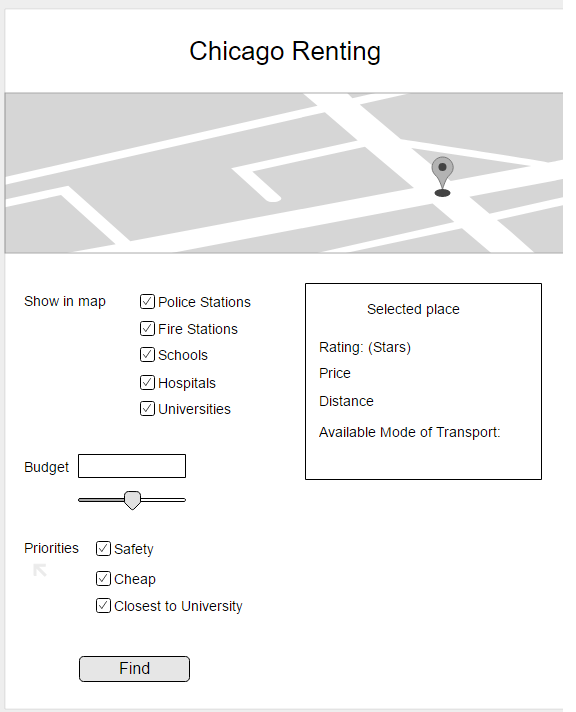 Chicago Renting
Show in map
Police Stations
Fire Stations
Schools
Hospitals
Universities
Budget
Priorities
Safety
Cheap
Closest to University
Find
Selected place
Rating: (Stars)
Price
Distance
Available Mode of Transport: